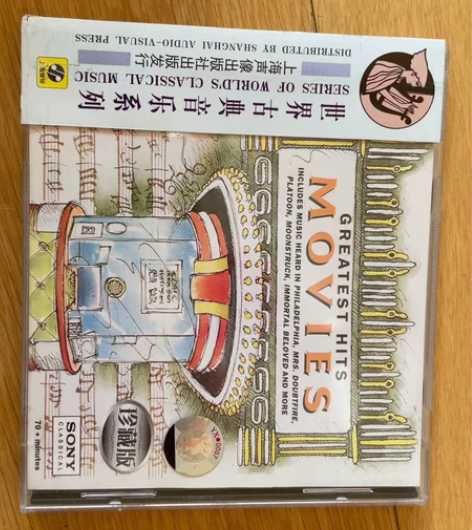 世界古典音乐系列
SERIES OF WORLD'S CLASSICAL MUSIC
上海声像出版社出版发行
DISTRIBUTED BY SHANGHAI AUDIO-VISUAL PRESS
GREATEST HITS
MOVIES
INCLUDES MUSIC HEARD IN PHILADELPHIA, MRS. DOUBTFIRE,
PLATOON, MOONSTRUCK, IMMORTAL BELOVED AND MORE
珍藏版
SONY
CLASSICAL
70 + minutes